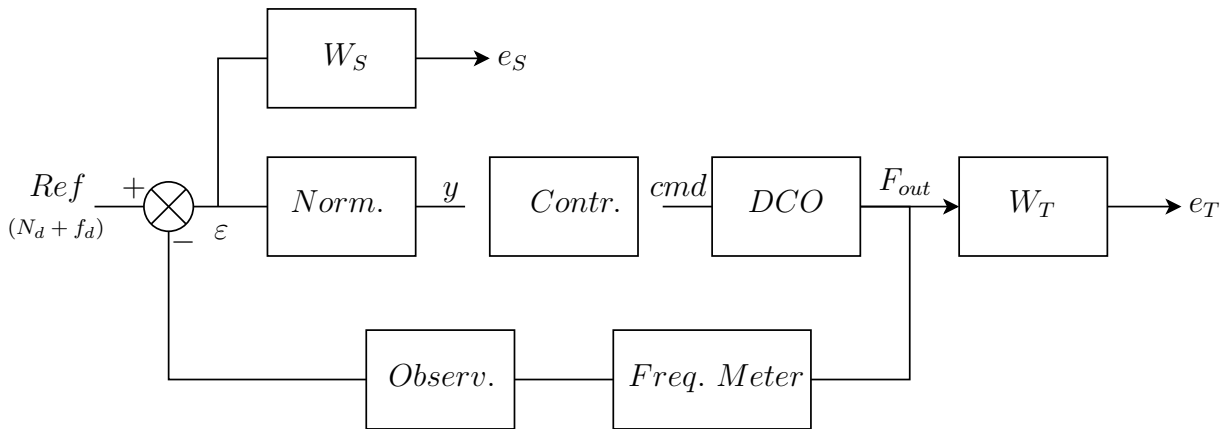 W_S
e_S
Ref
(N_d + f_d)
+
−
ε
Norm.
y
Contr.
cmd
DCO
F_out
W_T
e_T
Observ.
Freq. Meter